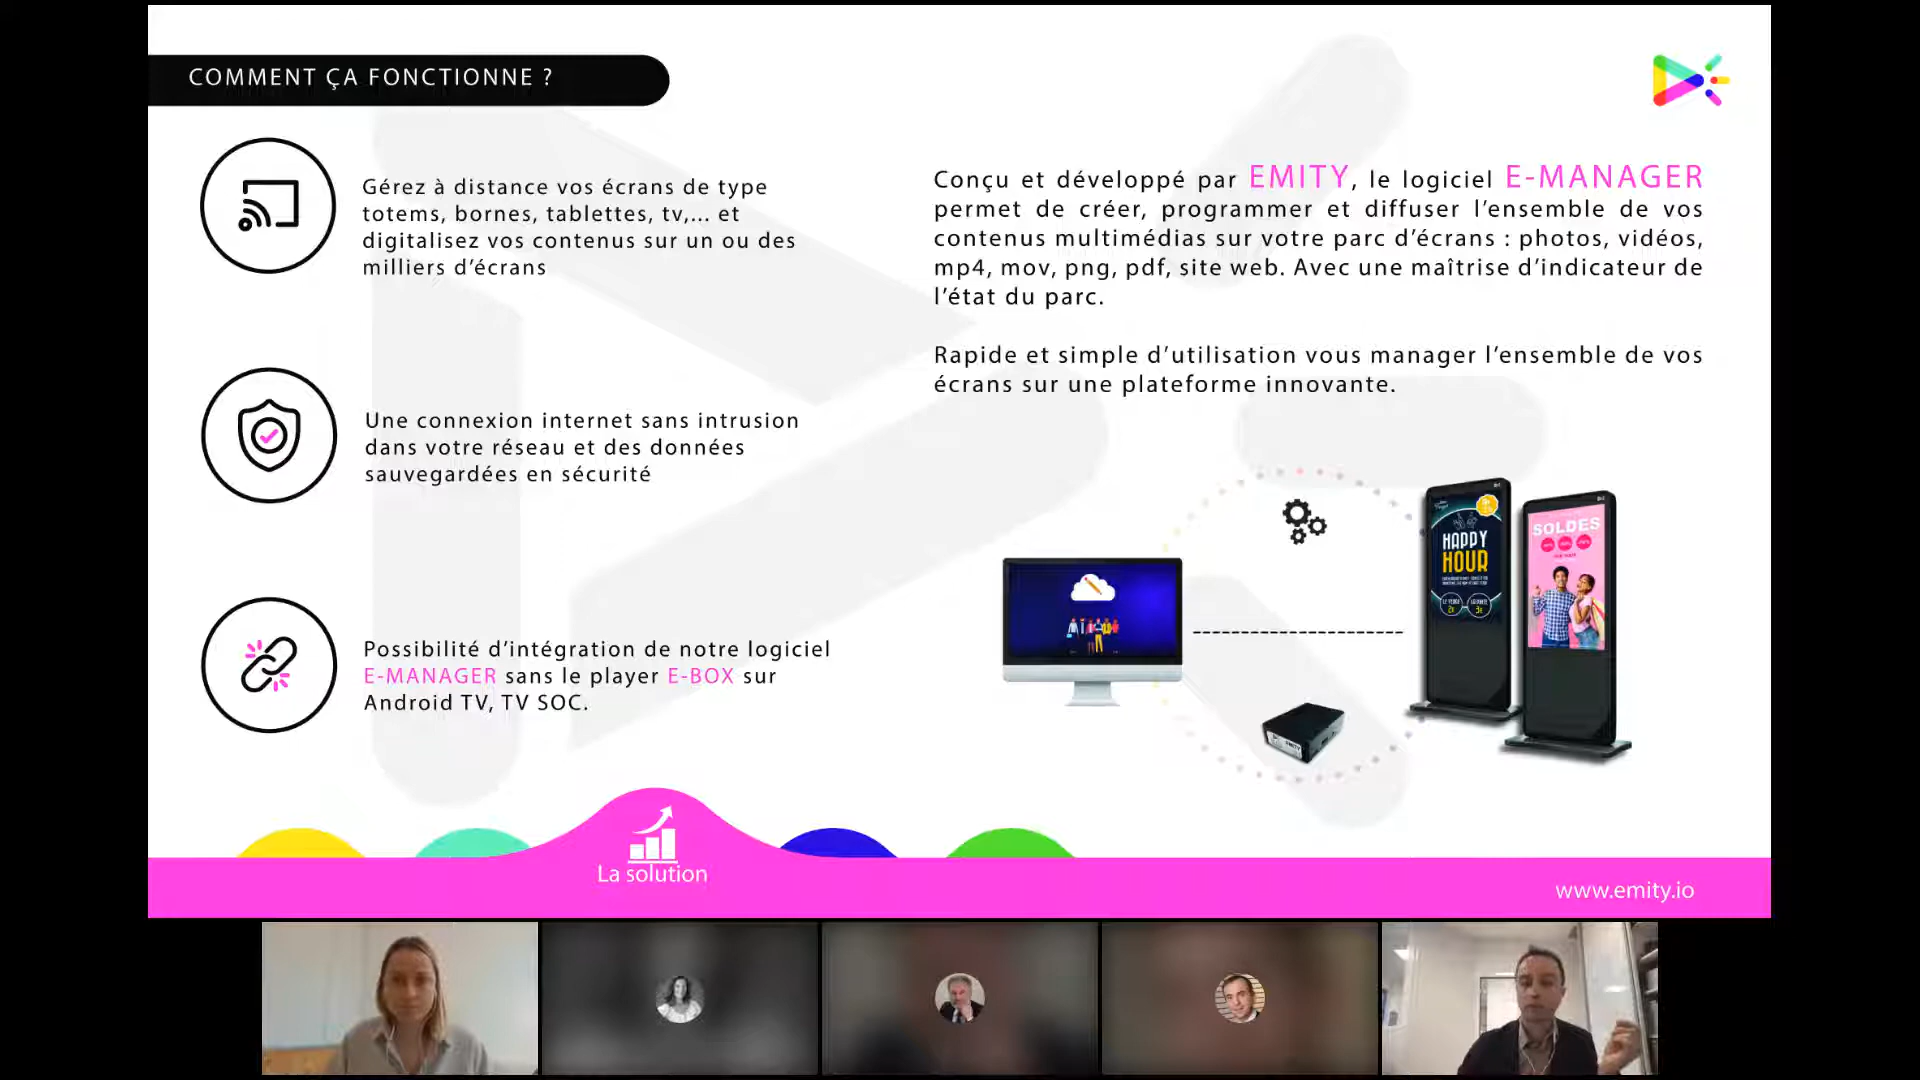 COMMENT ÇA FONCTIONNE ?
Gérez à distance vos écrans de type
totems, bornes, tablettes, tv,... et
digitalisez vos contenus sur un ou des
milliers d’écrans
Une connexion internet sans intrusion
dans votre réseau et des données
sauvegardées en sécurité
Possibilité d’intégration de notre logiciel
E-MANAGER sans le player E-BOX sur
Android TV, TV SOC.
Conçu et développé par EMITY, le logiciel E-MANAGER
permet de créer, programmer et diffuser l’ensemble de vos
contenus multimédias sur votre parc d’écrans : photos, vidéos,
mp4, mov, png, pdf, site web. Avec une maîtrise d’indicateur de
l’état du parc.
Rapide et simple d’utilisation vous manager l’ensemble de vos
écrans sur une plateforme innovante.
HAPPY
HOUR
SOLDES
EMITY
La solution
www.emity.io